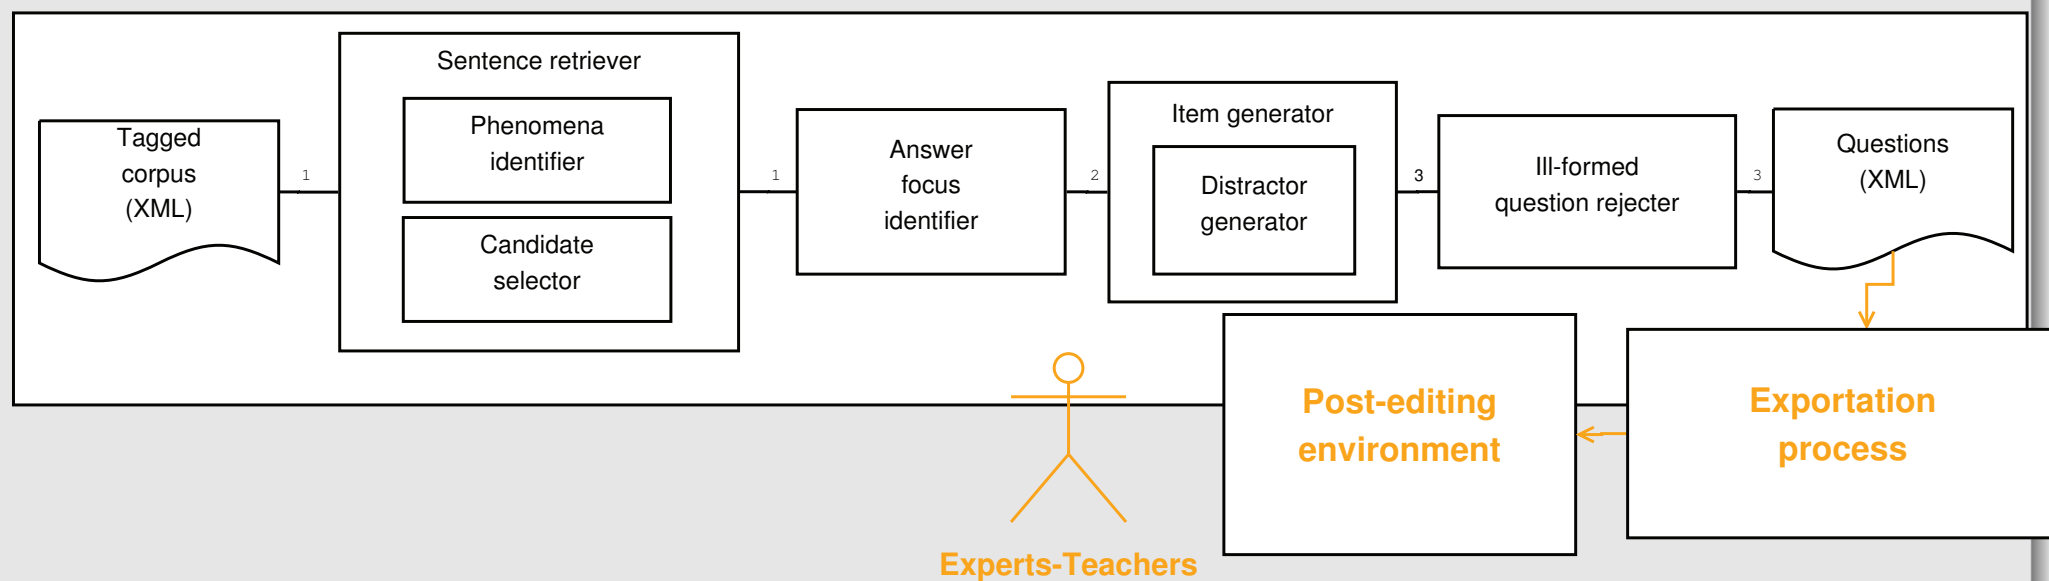 Tagged
corpus
(XML)
1
Sentence retriever
Phenomena
identifier
Candidate
selector
1
Answer
focus
identifier
2
Item generator
Distractor
generator
3
Ill-formed
question rejecter
3
Questions
(XML)
Exportation
process
Post-editing
environment
Experts-Teachers